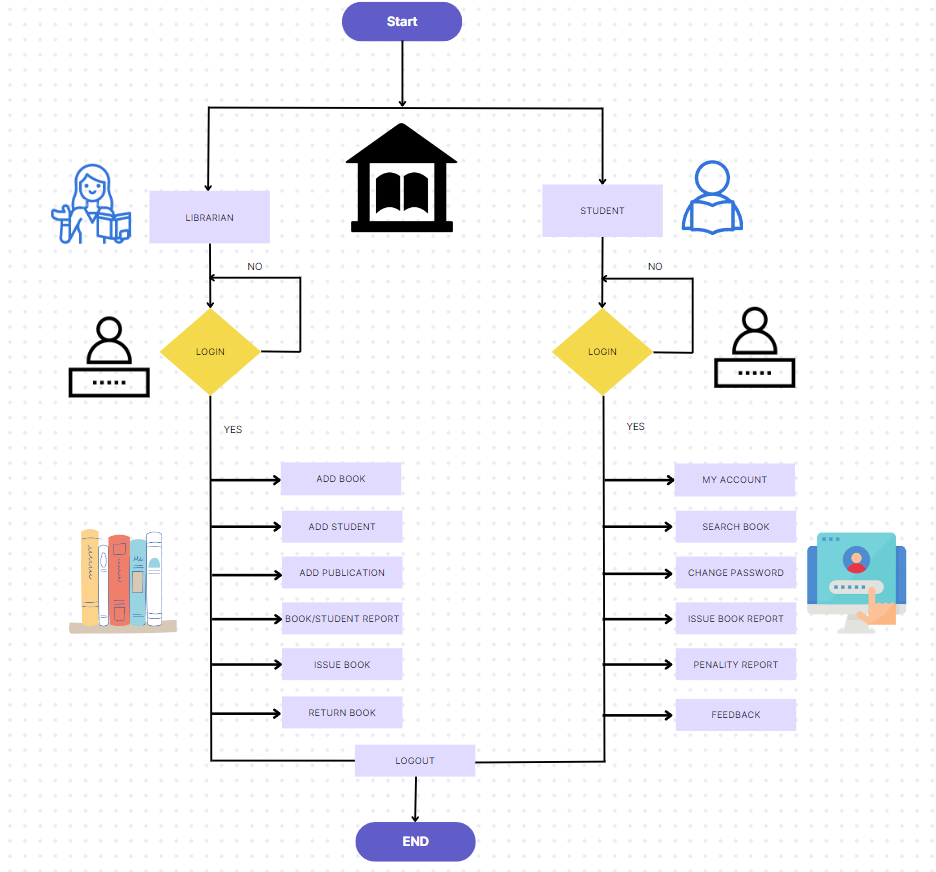 Start
LIBRARIAN
STUDENT
NO
NO
LOGIN
LOGIN
YES
YES
ADD BOOK
MY ACCOUNT
ADD STUDENT
SEARCH BOOK
ADD PUBLICATION
CHANGE PASSWORD
BOOK/STUDENT REPORT
ISSUE BOOK REPORT
ISSUE BOOK
PENALITY REPORT
RETURN BOOK
FEEDBACK
LOGOUT
END